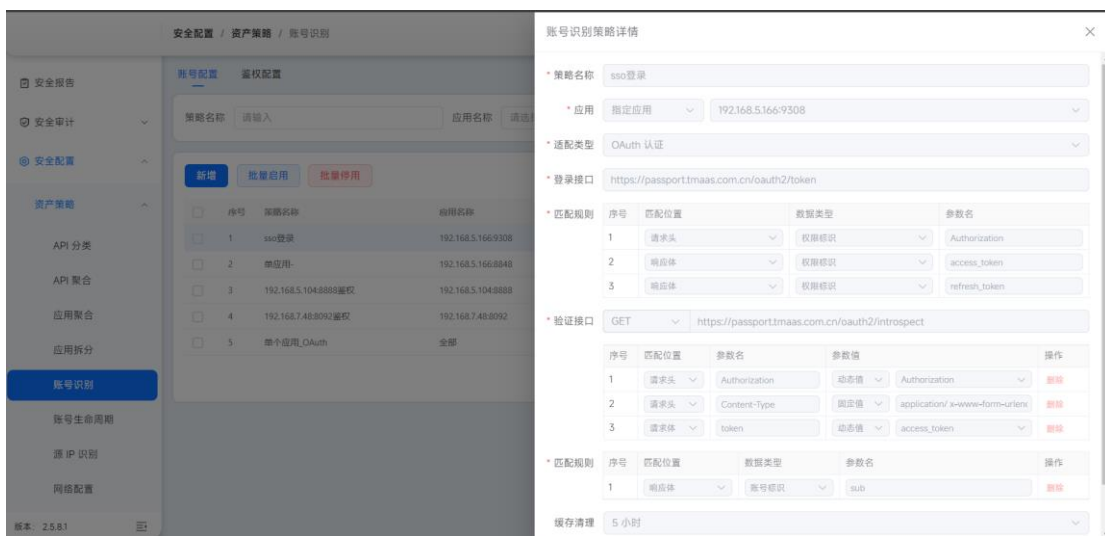 安全配置 / 资产策略 / 账号识别
安全报告
安全审计
安全配置
资产策略
API 分类
API 聚合
应用聚合
应用拆分
账号识别
账号生命周期
源 IP 识别
网络配置
版本: 2.5.8.1
账号配置 鉴权配置
策略名称 请输入 应用名称
新增 批量启用 批量停用
序号 策略名称 应用名称
1 sso登录 192.168.5.166:9308
2 单应用- 192.168.5.166:8848
3 192.168.5.104:8888鉴权 192.168.5.104:8888
4 192.168.7.48:8092鉴权 192.168.7.48:8092
5 单个应用_OAuth 全部
账号识别策略详情
* 策略名称 sso登录
* 应用 指定应用 192.168.5.166:9308
* 适配类型 OAuth 认证
* 登录接口 https://passport.tmaas.com.cn/oauth2/token
* 匹配规则 序号 匹配位置 数据类型 参数名
1 请求头 权限标识 Authorization
2 响应体 权限标识 access_token
3 响应体 权限标识 refresh_token
* 验证接口 GET https://passport.tmaas.com.cn/oauth2/introspect
序号 匹配位置 参数名 参数值 操作
1 请求头 Authorization 动态值 Authorization 删除
2 请求头 Content-Type 固定值 application/ x-www-form-urlenc 删除
3 请求体 token 动态值 access_token 删除
* 匹配规则 序号 匹配位置 数据类型 参数名 操作
1 响应体 账号标识 sub 删除
缓存清理 5 小时